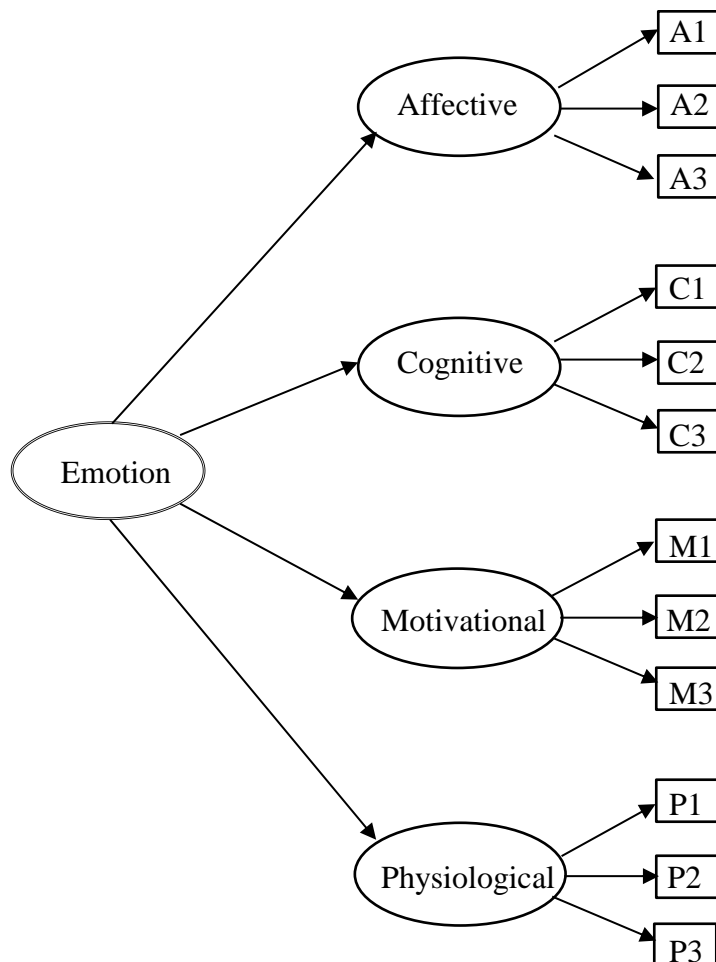 A1
Affective
A2
A3
C1
Cognitive
C2
C3
Emotion
M1
Motivational
M2
M3
P1
Physiological
P2
P3